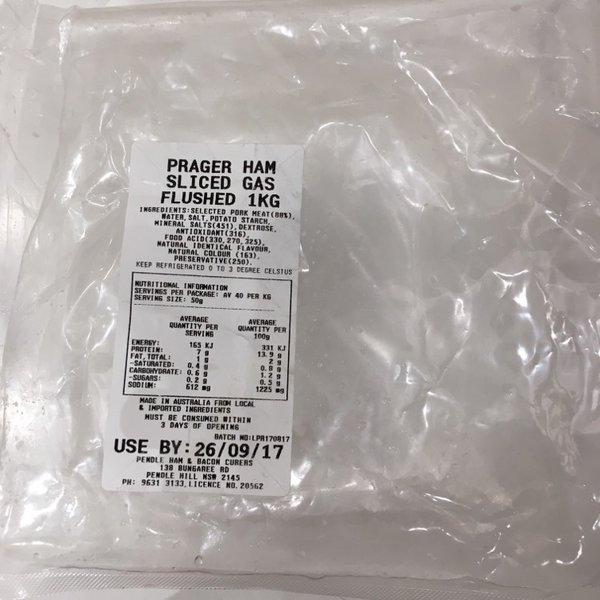 PRAGER HAM
SLICED GAS
FLUSHED 1KG
INGREDIENTS:SELECTED PORK MEAT(88%),
WATER, SALT, POTATO STARCH,
MINERAL SALTS(451), DEXTROSE,
ANTIOXIDANT(316),
FOOD ACID(330, 270, 325),
NATURAL IDENTICAL FLAVOUR,
NATURAL COLOUR (163),
PRESERVATIVE(250).
KEEP REFRIGERATED 0 TO 3 DEGREE CELSIUS
NUTRITIONAL INFORMATION
SERVINGS PER PACKAGE: AV 40 PER KG
SERVING SIZE: 50g
AVERAGE QUANTITY PER SERVING AVERAGE QUANTITY PER 100g
ENERGY: 165 KJ 331 KJ
PROTEIN: 7 g 13.9 g
FAT, TOTAL: 1 g 2 g
-SATURATED: 0.4 g 0.8 g
CARBOHYDRATE: 0.6 g 1.2 g
-SUGARS: 0.2 g 0.5 g
SODIUM: 612 mg 1225 mg
MADE IN AUSTRALIA FROM LOCAL
& IMPORTED INGREDIENTS
MUST BE CONSUMED WITHIN
3 DAYS OF OPENING
BATCH NO:LPR170817
USE BY: 26/09/17
PENDLE HAM & BACON CURERS
138 BUNGAREE RD
PENDLE HILL NSW 2145
PH: 9631 3133, LICENCE NO. 20562